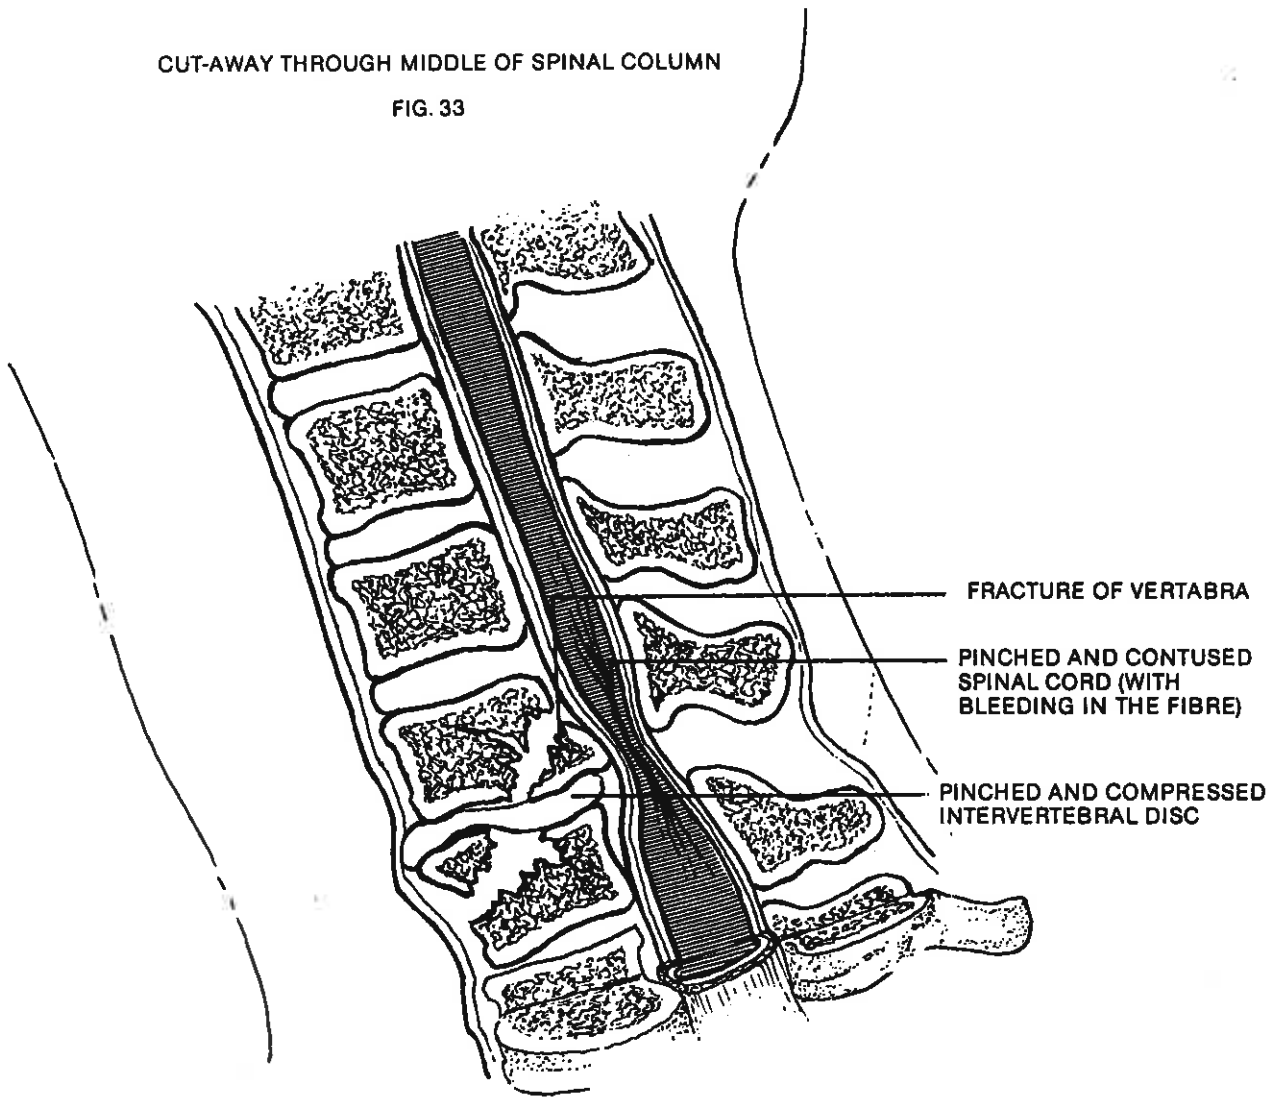 CUT-AWAY THROUGH MIDDLE OF SPINAL COLUMN
FIG. 33
FRACTURE OF VERTABRA
PINCHED AND CONTUSED
SPINAL CORD (WITH
BLEEDING IN THE FIBRE)
PINCHED AND COMPRESSED
INTERVERTEBRAL DISC